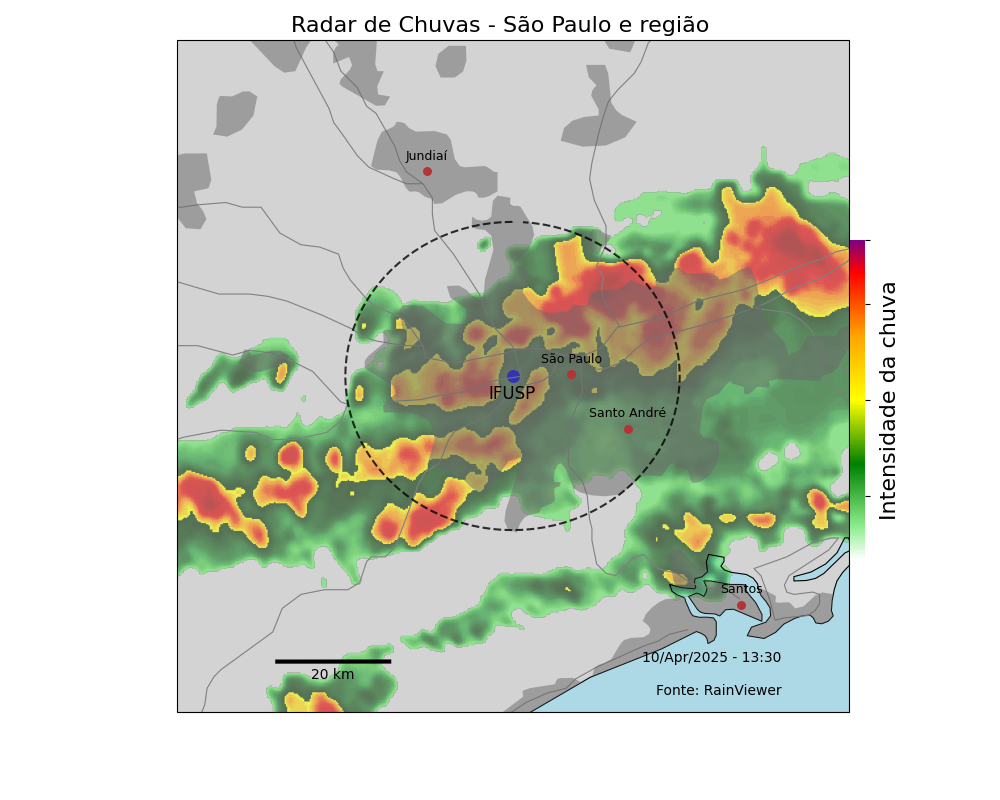 Radar de Chuvas - São Paulo e região
Jundiaí
São Paulo
IFUSP
Santo André
Intensidade da chuva
Santos
10/Apr/2025 - 13:30
20 km
Fonte: RainViewer